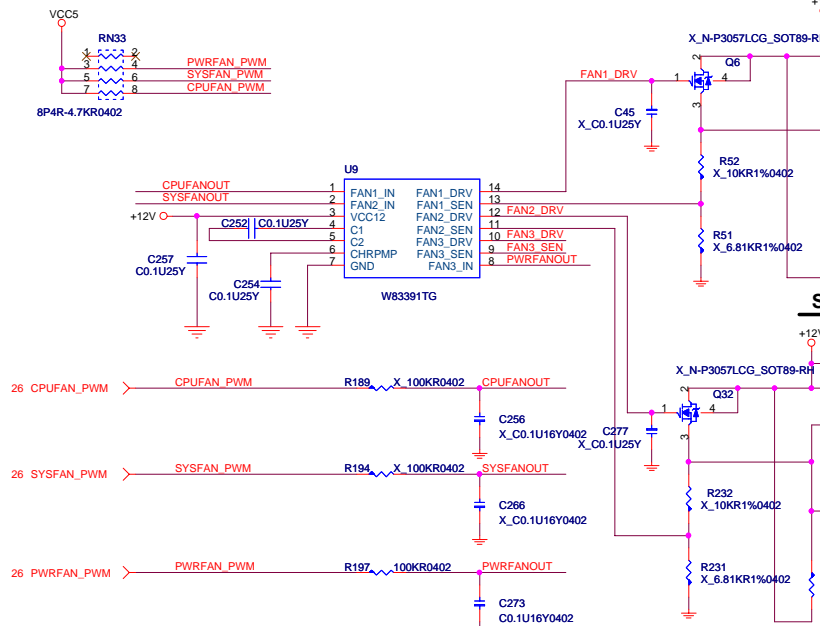 VCC5
RN33
1 2
3 4 PWRFAN_PWM
5 6 SYSFAN_PWM
7 8 CPUFAN_PWM
8P4R-4.7KR0402
X_N-P3057LCG_SOT89-R
2
Q6
FAN1_DRV 1 4
3
C45
X_C0.1U25Y
R52
X_10KR1%0402
R51
X_6.81KR1%0402
U9
CPUFANOUT 1 FAN1_IN FAN1_DRV 14
SYSFANOUT 2 FAN2_IN FAN1_SEN 13
+12V 3 VCC12 FAN2_DRV 12 FAN2_DRV
C252 C0.1U25Y 4 C1 FAN2_SEN 11
5 C2 FAN3_DRV 10 FAN3_DRV
6 CHRPMP FAN3_SEN 9 FAN3_SEN
7 GND FAN3_IN 8 PWRFANOUT
C257
C0.1U25Y
C254
C0.1U25Y
W83391TG
S
+12V
X_N-P3057LCG_SOT89-RH
2
Q32
1 4
3
C277
X_C0.1U25Y
R232
X_10KR1%0402
R231
X_6.81KR1%0402
26 CPUFAN_PWM CPUFAN_PWM R189 X_100KR0402 CPUFANOUT
C256
X_C0.1U16Y0402
26 SYSFAN_PWM SYSFAN_PWM R194 X_100KR0402 SYSFANOUT
C266
X_C0.1U16Y0402
26 PWRFAN_PWM PWRFAN_PWM R197 100KR0402 PWRFANOUT
C273
C0.1U16Y0402